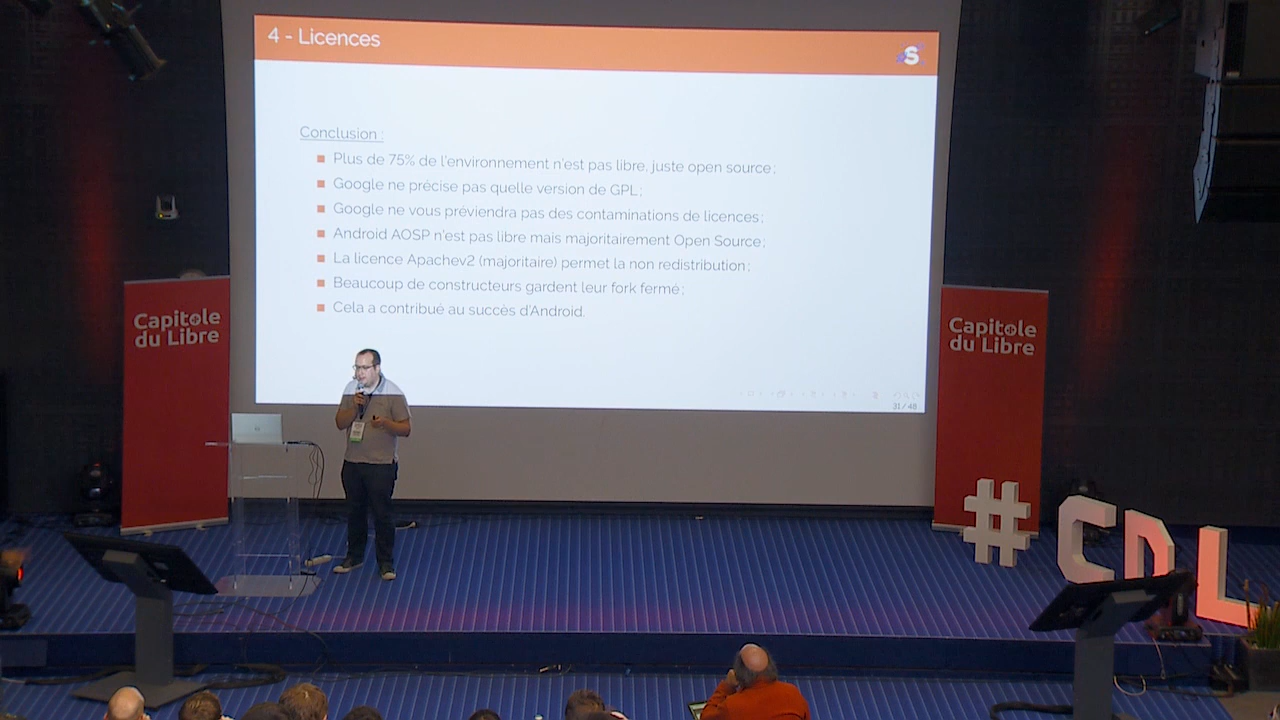 4 - Licences
S
Conclusion :
Plus de 75% de l'environnement n'est pas libre, juste open source ;
Google ne précise pas quelle version de GPL ;
Google ne vous préviendra pas des contaminations de licences ;
Android AOSP n'est pas libre mais majoritairement Open Source ;
La licence Apachev2 (majoritaire) permet la non redistribution ;
Beaucoup de constructeurs gardent leur fork fermé ;
Cela a contribué au succès d'Android.
31 / 48
Capitole
du Libre
Capitole
du Libre
#CDL